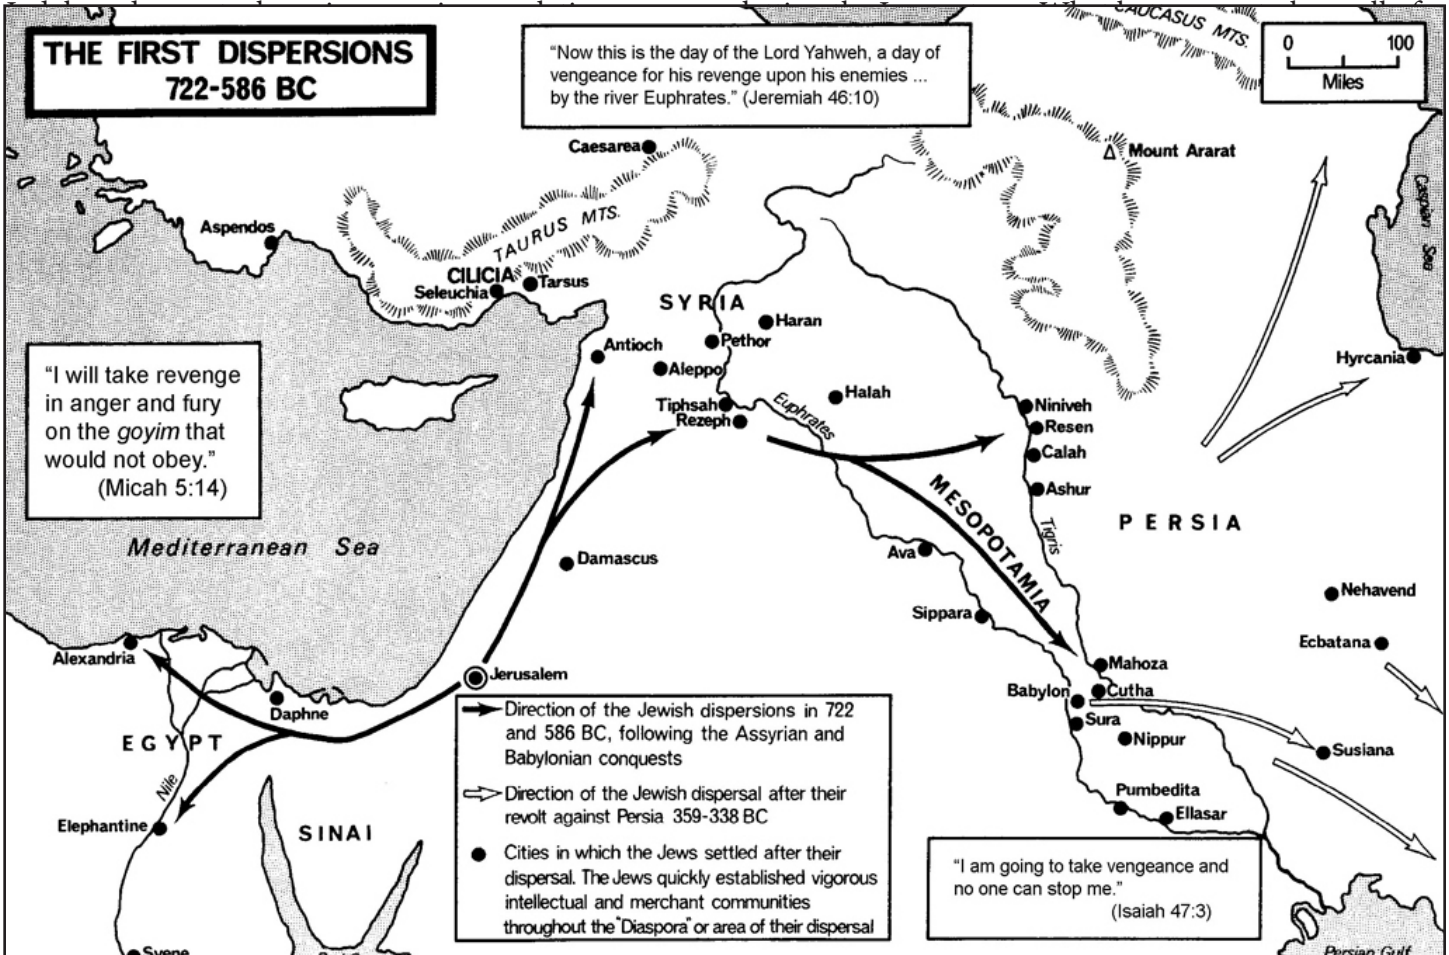 CAUCASUS MTS.
THE FIRST DISPERSIONS
722-586 BC
“Now this is the day of the Lord Yahweh, a day of
vengeance for his revenge upon his enemies ...
by the river Euphrates.” (Jeremiah 46:10)
0 100
Miles
Caesarea
Mount Ararat
Caspian Sea
Aspendos
TAURUS MTS.
CILICIA
Seleuchia
Tarsus
SYRIA
Haran
Pethor
Antioch
Aleppo
Hyrcania
“I will take revenge
in anger and fury
on the goyim that
would not obey.”
(Micah 5:14)
Halah
Tiphsah
Rezeph
Euphrates
Niniveh
Resen
Calah
Ashur
MESOPOTAMIA
Tigris
PERSIA
Mediterranean Sea
Damascus
Ava
Sippara
Nehavend
Ecbatana
Alexandria
Jerusalem
Mahoza
Babylon
Cutha
Sura
Nippur
Susiana
Daphne
EGYPT
Nile
Pumbedita
Ellasar
Elephantine
SINAI
Direction of the Jewish dispersions in 722
and 586 BC, following the Assyrian and
Babylonian conquests
Direction of the Jewish dispersal after their
revolt against Persia 359-338 BC
Cities in which the Jews settled after their
dispersal. The Jews quickly established vigorous
intellectual and merchant communities
throughout the "Diaspora" or area of their dispersal
“I am going to take vengeance and
no one can stop me.”
(Isaiah 47:3)
Syene
Persian Gulf